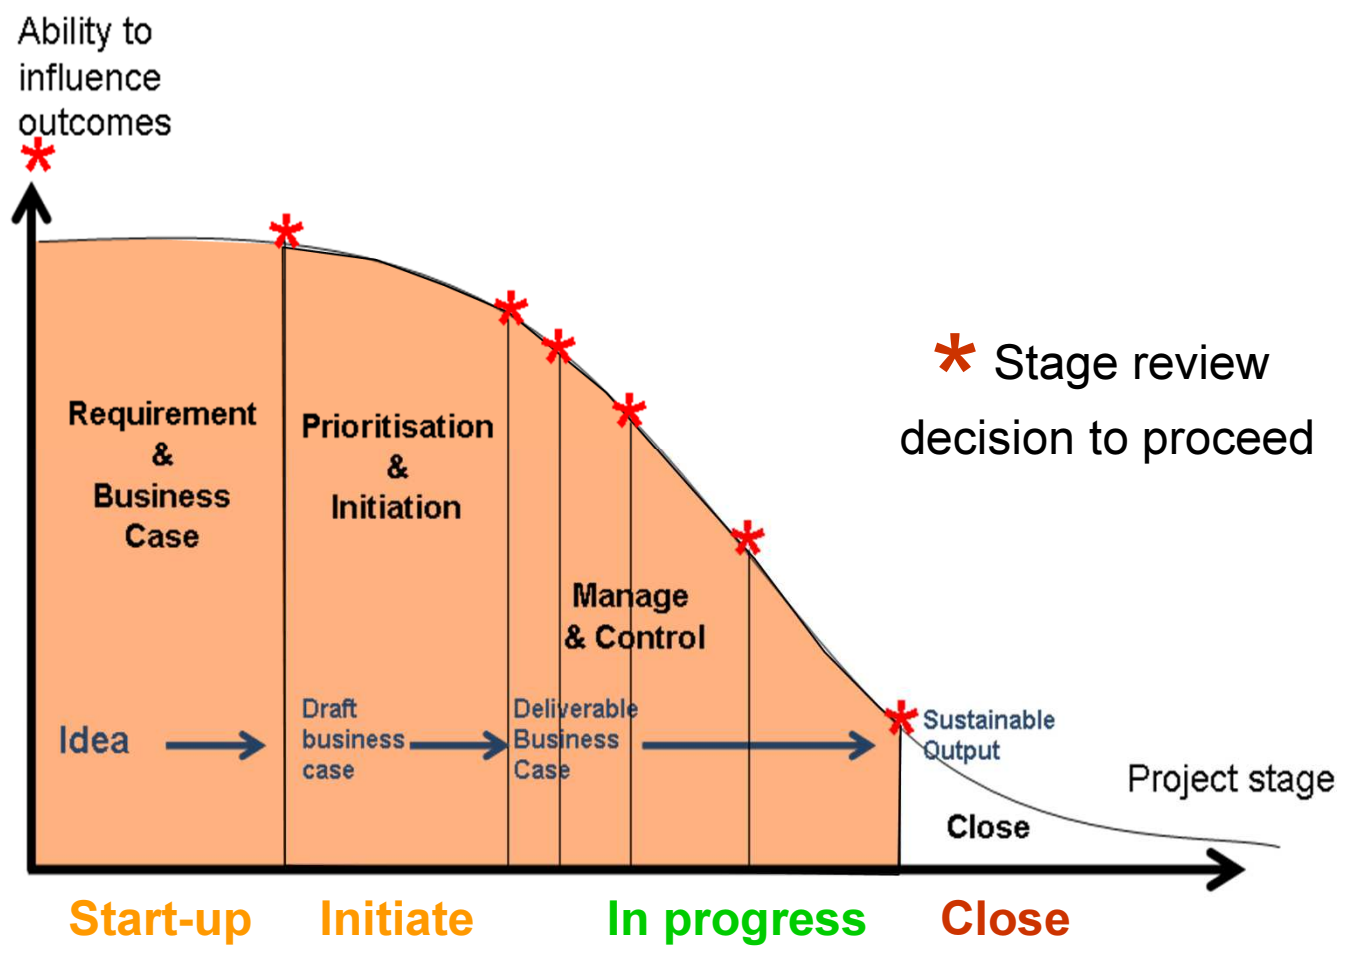 Ability to
influence
outcomes
*
*
*
*
*
*
*
* Stage review
decision to proceed
Requirement
&
Business
Case
Prioritisation
&
Initiation
Manage
& Control
Idea
Draft
business
case
Deliverable
Business
Case
Sustainable
Output
Project stage
Close
Start-up
Initiate
In progress
Close